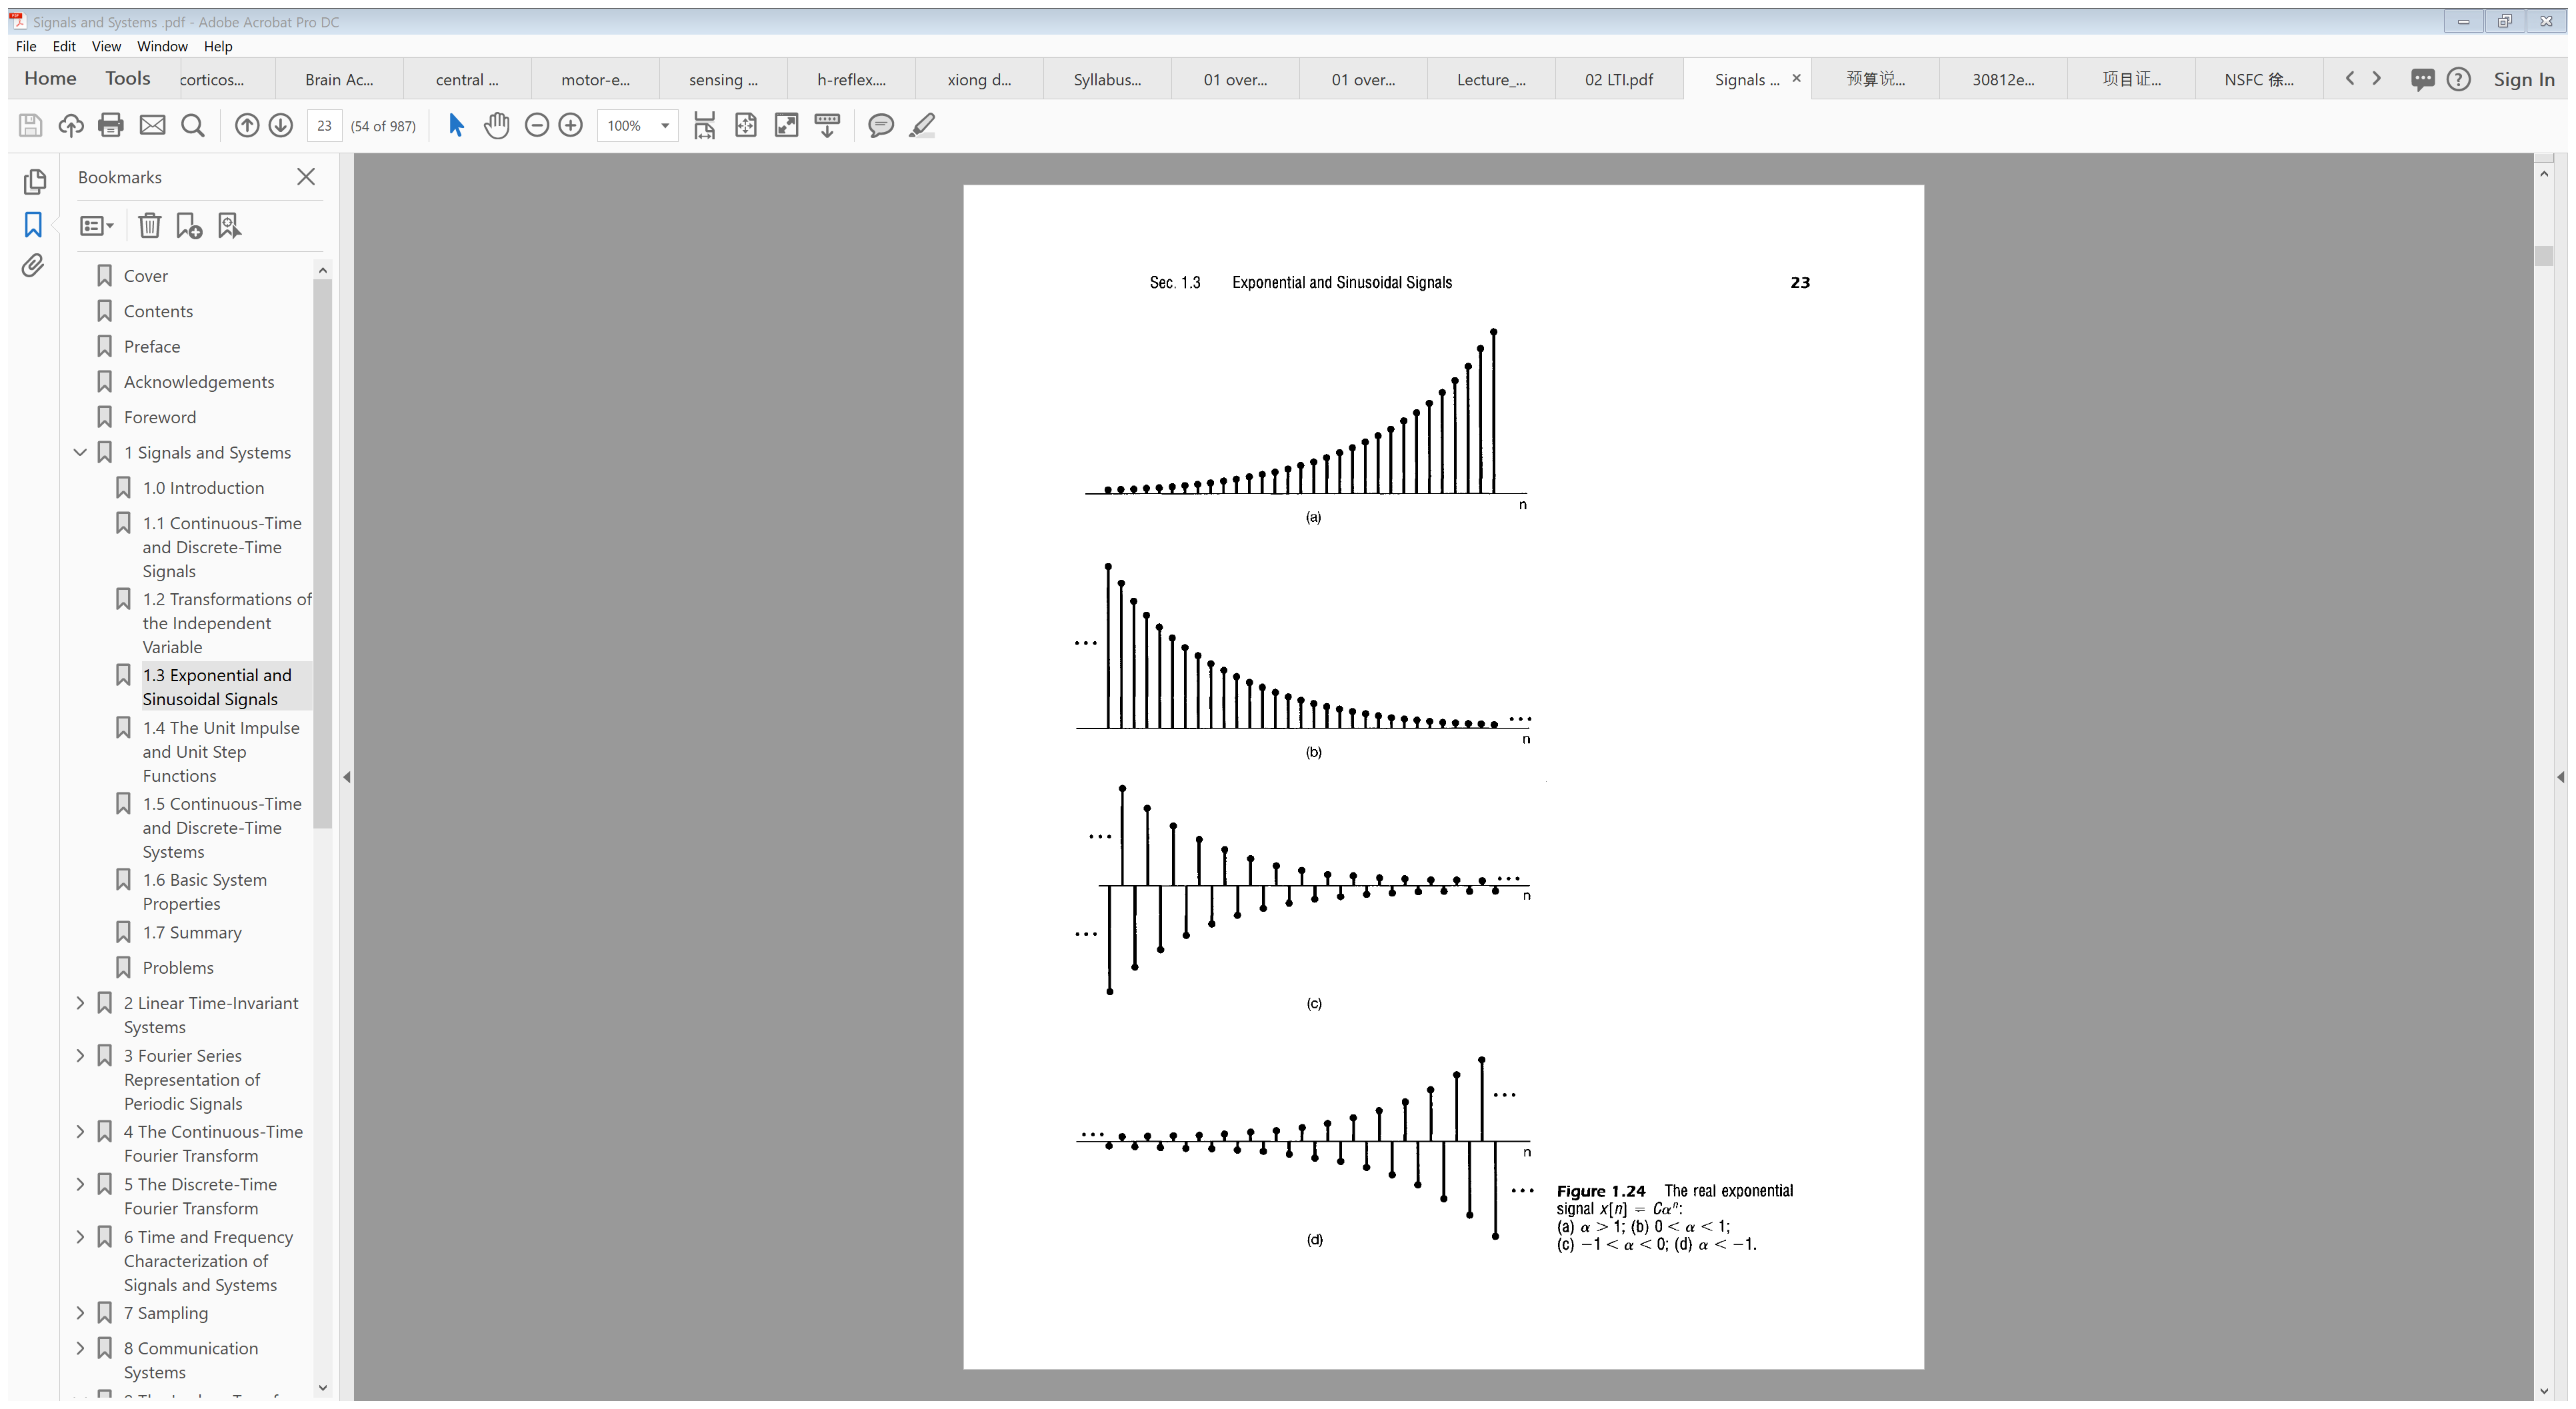 Signals and Systems .pdf - Adobe Acrobat Pro DC
File Edit View Window Help
Home Tools corticos... Brain Ac... central ... motor-e... sensing ... h-reflex.... xiong d... Syllabus... 01 over... 01 over... Lecture_... 02 LTI.pdf Signals ... × 预算说... 30812e... 项目证... NSFC 徐... Sign In
23 (54 of 987) 100%
Bookmarks
Cover
Contents
Preface
Acknowledgements
Foreword
1 Signals and Systems
1.0 Introduction
1.1 Continuous-Time
and Discrete-Time
Signals
1.2 Transformations of
the Independent
Variable
1.3 Exponential and
Sinusoidal Signals
1.4 The Unit Impulse
and Unit Step
Functions
1.5 Continuous-Time
and Discrete-Time
Systems
1.6 Basic System
Properties
1.7 Summary
Problems
2 Linear Time-Invariant
Systems
3 Fourier Series
Representation of
Periodic Signals
4 The Continuous-Time
Fourier Transform
5 The Discrete-Time
Fourier Transform
6 Time and Frequency
Characterization of
Signals and Systems
7 Sampling
8 Communication
Systems
Sec. 1.3 Exponential and Sinusoidal Signals 23
n
(a)
... ...
n
(b)
... ...
n
...
(c)
... ...
n
...
(d)
Figure 1.24 The real exponential
signal x[n] = Cαⁿ:
(a) α > 1; (b) 0 < α < 1;
(c) −1 < α < 0; (d) α < −1.